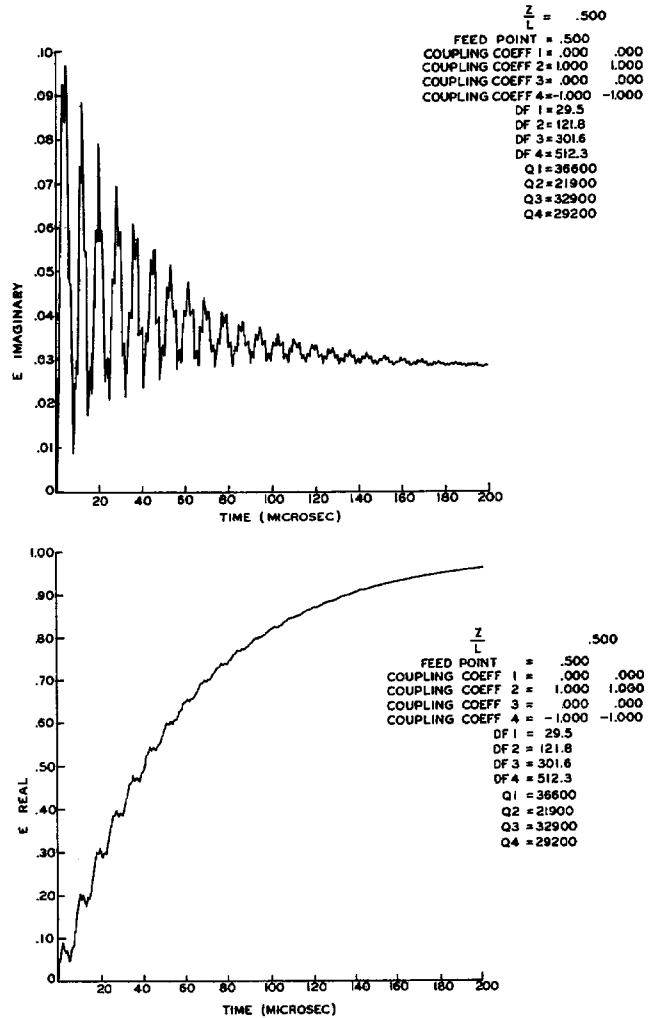 Z
L = .500
FEED POINT = .500
COUPLING COEFF 1 = .000 .000
COUPLING COEFF 2 = 1.000 1.000
COUPLING COEFF 3 = .000 .000
COUPLING COEFF 4 = -1.000 -1.000
DF 1 = 29.5
DF 2 = 121.8
DF 3 = 301.6
DF 4 = 512.3
Q1 = 36600
Q2 = 21900
Q3 = 32900
Q4 = 29200
.10
.09
.08
.07
.06
.05
.04
.03
.02
.01
0
E IMAGINARY
20 40 60 80 100 120 140 160 180 200
TIME (MICROSEC)
1.00
.90
.80
.70
.60
.50
.40
.30
.20
.10
0
E REAL
20 40 60 80 100 120 140 160 180 200
TIME (MICROSEC)
Z
L .500
FEED POINT = .500
COUPLING COEFF 1 = .000 .000
COUPLING COEFF 2 = 1.000 1.000
COUPLING COEFF 3 = .000 .000
COUPLING COEFF 4 = -1.000 -1.000
DF 1 = 29.5
DF 2 = 121.8
DF 3 = 301.6
DF 4 = 512.3
Q1 = 36600
Q2 = 21900
Q3 = 32900
Q4 = 29200